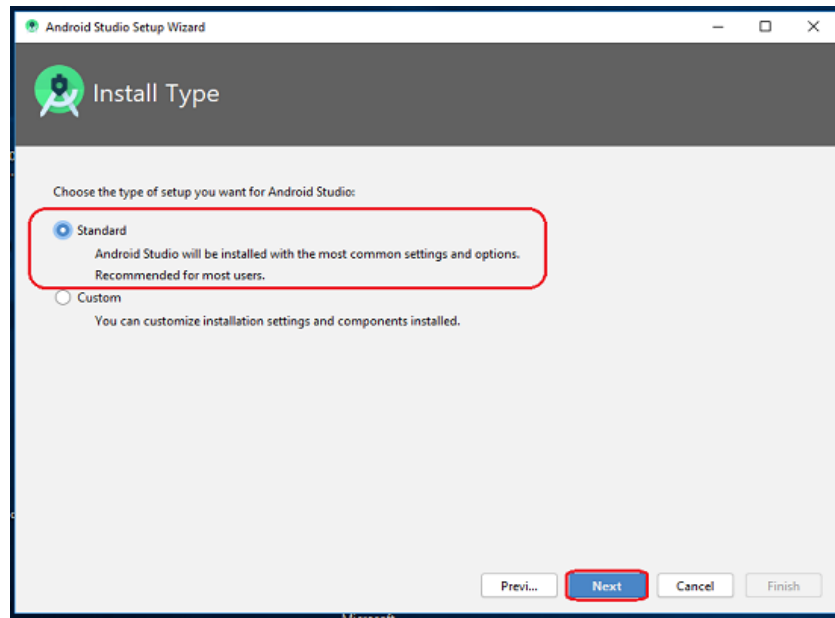 Android Studio Setup Wizard
Install Type
Choose the type of setup you want for Android Studio:
Standard
Android Studio will be installed with the most common settings and options.
Recommended for most users.
Custom
You can customize installation settings and components installed.
Previ... Next Cancel Finish
Microsoft